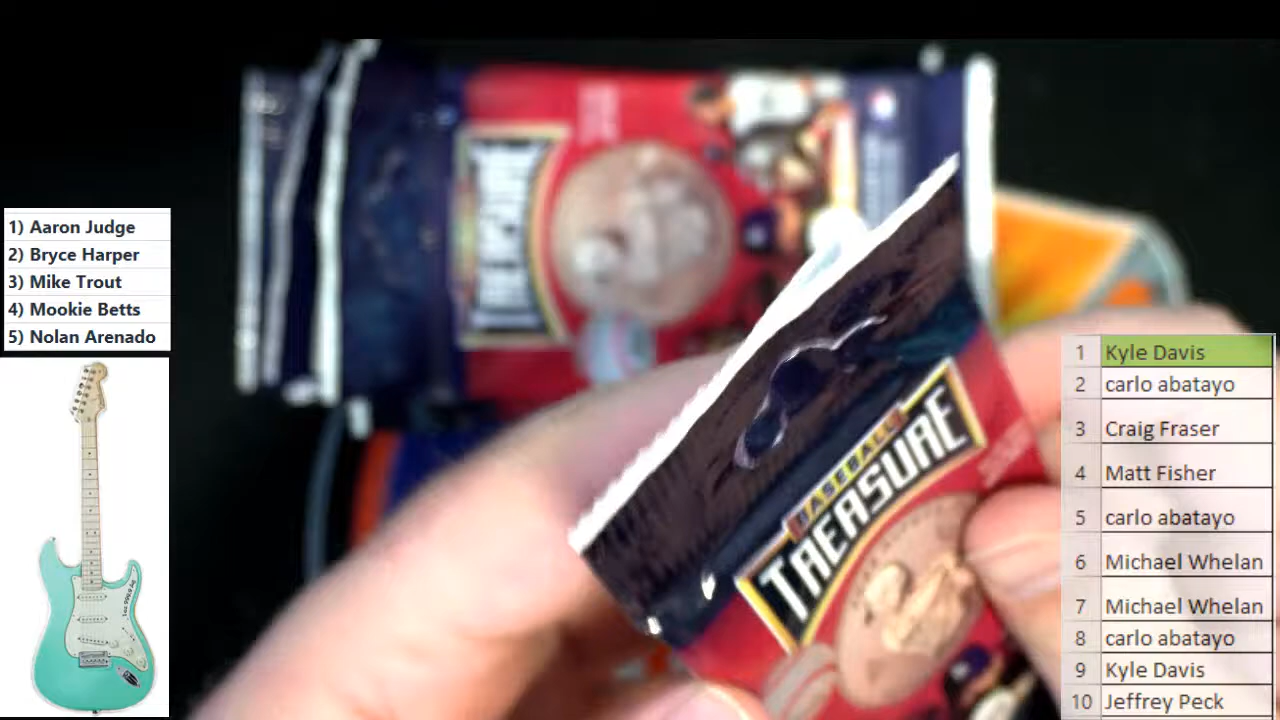 1) Aaron Judge
2) Bryce Harper
3) Mike Trout
4) Mookie Betts
5) Nolan Arenado
BASEBALL
TREASURE
1 Kyle Davis
2 carlo abatayo
3 Craig Fraser
4 Matt Fisher
5 carlo abatayo
6 Michael Whelan
7 Michael Whelan
8 carlo abatayo
9 Kyle Davis
10 Jeffrey Peck